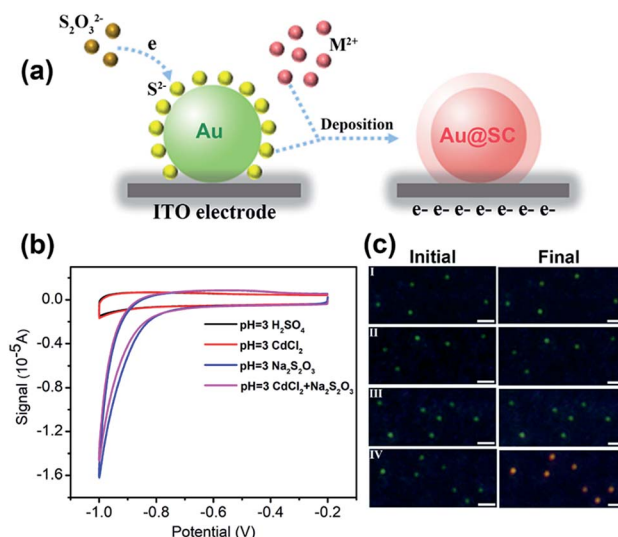 (a)
S₂O₃²⁻
e
M²⁺
S²⁻
Au
Deposition
Au@SC
ITO electrode
e- e- e- e- e- e- e-
(b)
0.0
-0.4
-0.8
-1.2
-1.6
Signal (10⁻⁵A)
pH=3 H₂SO₄
pH=3 CdCl₂
pH=3 Na₂S₂O₃
pH=3 CdCl₂+Na₂S₂O₃
-1.0 -0.8 -0.6 -0.4 -0.2
Potential (V)
(c)
Initial Final
I
II
III
IV